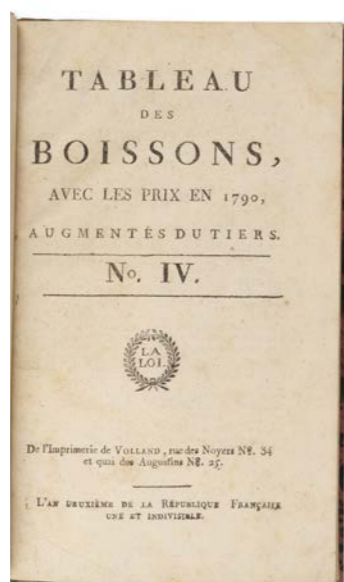 TABLEAU
DES
BOISSONS,
AVEC LES PRIX EN 1790,
AUGMENTÉS DU TIERS.
No. IV.
LA
LOI.
De l'Imprimerie de VOLLAND, rue des Noyers No. 34
et quai des Augustins No. 25.
L'AN DEUXIÈME DE LA RÉPUBLIQUE FRANÇAISE
UNE ET INDIVISIBLE.